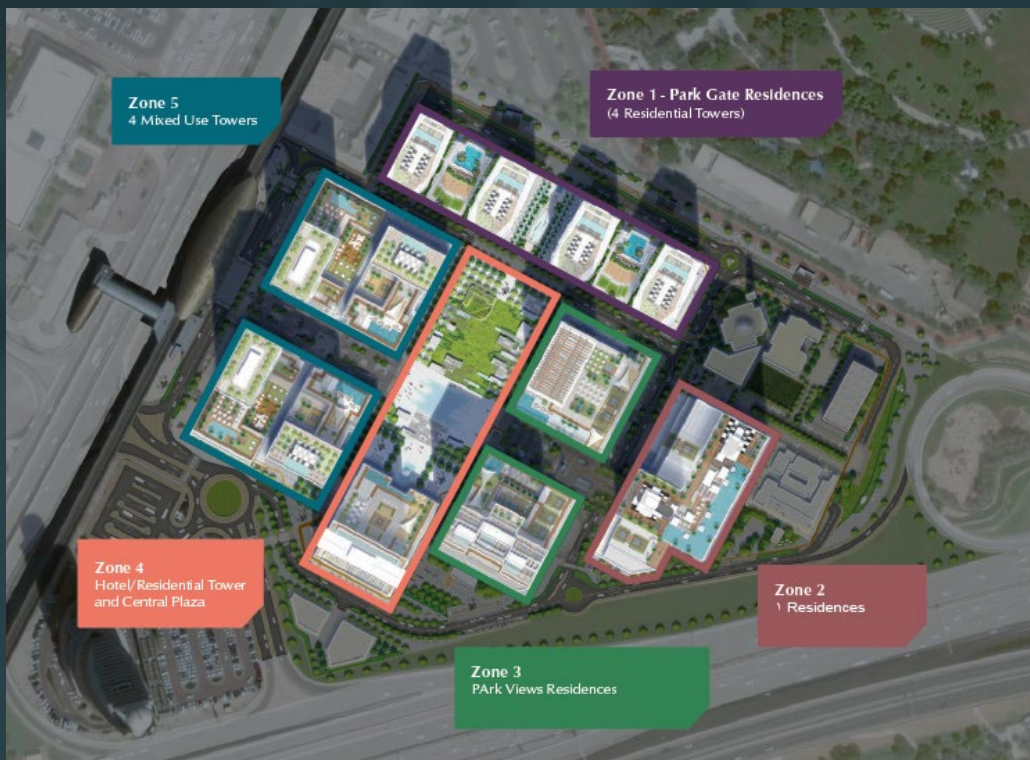 Zone 5
4 Mixed Use Towers
Zone 1 - Park Gate Residences
(4 Residential Towers)
Zone 4
Hotel/Residential Tower
and Central Plaza
Zone 2
١ Residences
Zone 3
PArk Views Residences